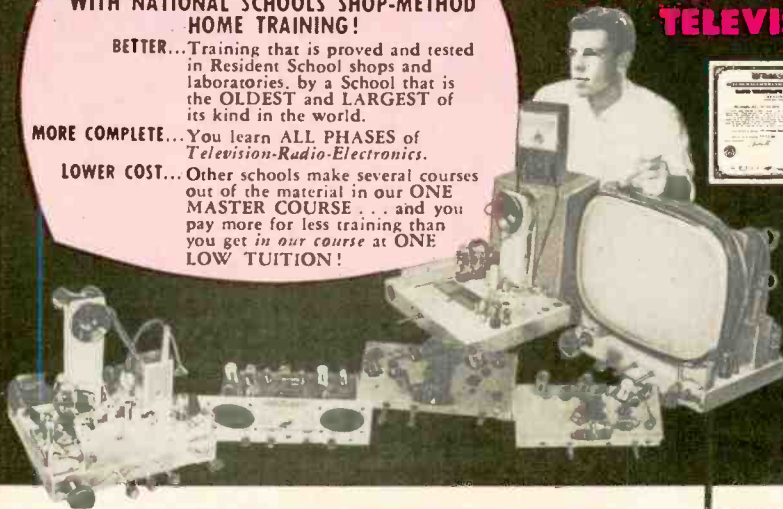 WITH NATIONAL SCHOOLS SHOP-METHOD
HOME TRAINING!
BETTER...Training that is proved and tested
in Resident School shops and
laboratories, by a School that is
the OLDEST and LARGEST of
its kind in the world.
MORE COMPLETE...You learn ALL PHASES of
Television-Radio-Electronics.
LOWER COST...Other schools make several courses
out of the material in our ONE
MASTER COURSE . . . and you
pay more for less training than
you get in our course at ONE
LOW TUITION!
TELEVIS